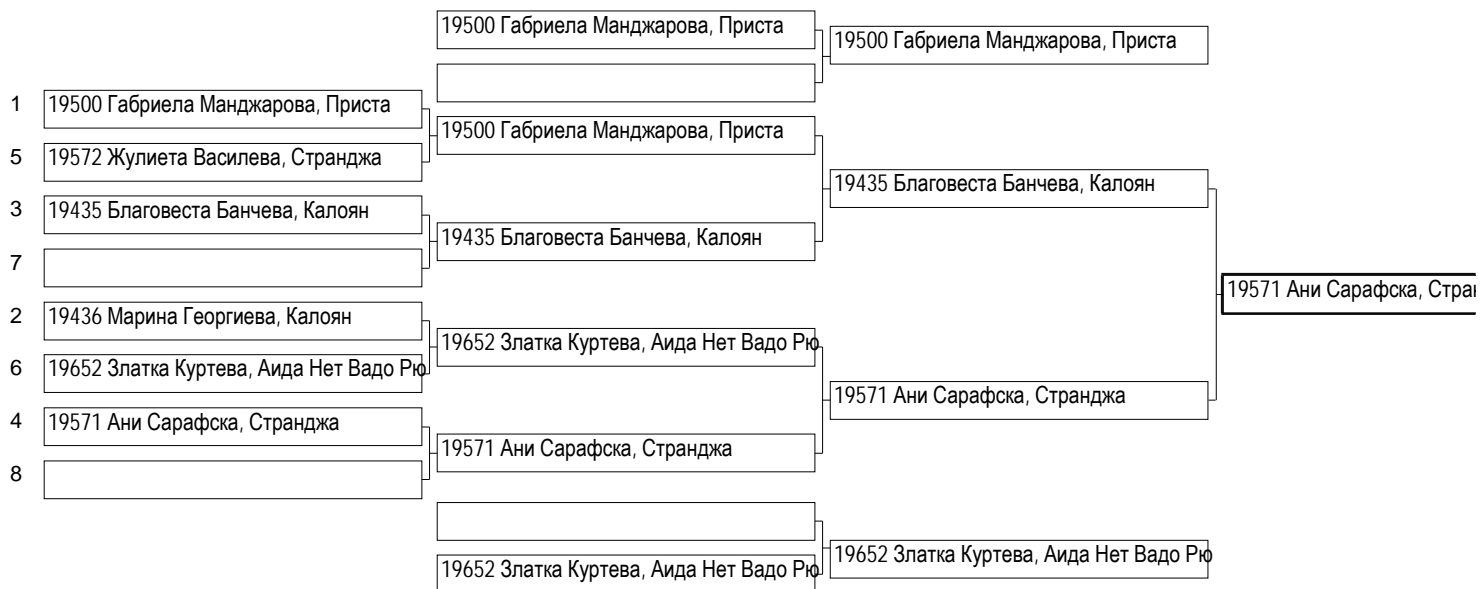 19500 Габриела Манджарова, Приста
19500 Габриела Манджарова, Приста
1 19500 Габриела Манджарова, Приста
19500 Габриела Манджарова, Приста
5 19572 Жулиета Василева, Странджа
19435 Благовеста Банчева, Калоян
3 19435 Благовеста Банчева, Калоян
19435 Благовеста Банчева, Калоян
7
19571 Ани Сарафска, Стран
2 19436 Марина Георгиева, Калоян
19652 Златка Куртева, Аида Нет Вадо Рю
6 19652 Златка Куртева, Аида Нет Вадо Рю
19571 Ани Сарафска, Странджа
4 19571 Ани Сарафска, Странджа
19571 Ани Сарафска, Странджа
8
19652 Златка Куртева, Аида Нет Вадо Рю
19652 Златка Куртева, Аида Нет Вадо Рю